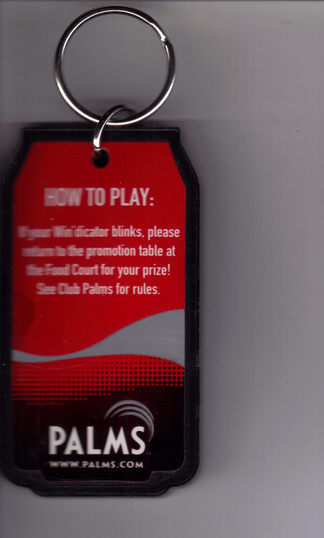 HOW TO PLAY:
If your Win'dicator blinks, please
return to the promotion table at
the Food Court for your prize!
See Club Palms for rules.
PALMS
WWW.PALMS.COM